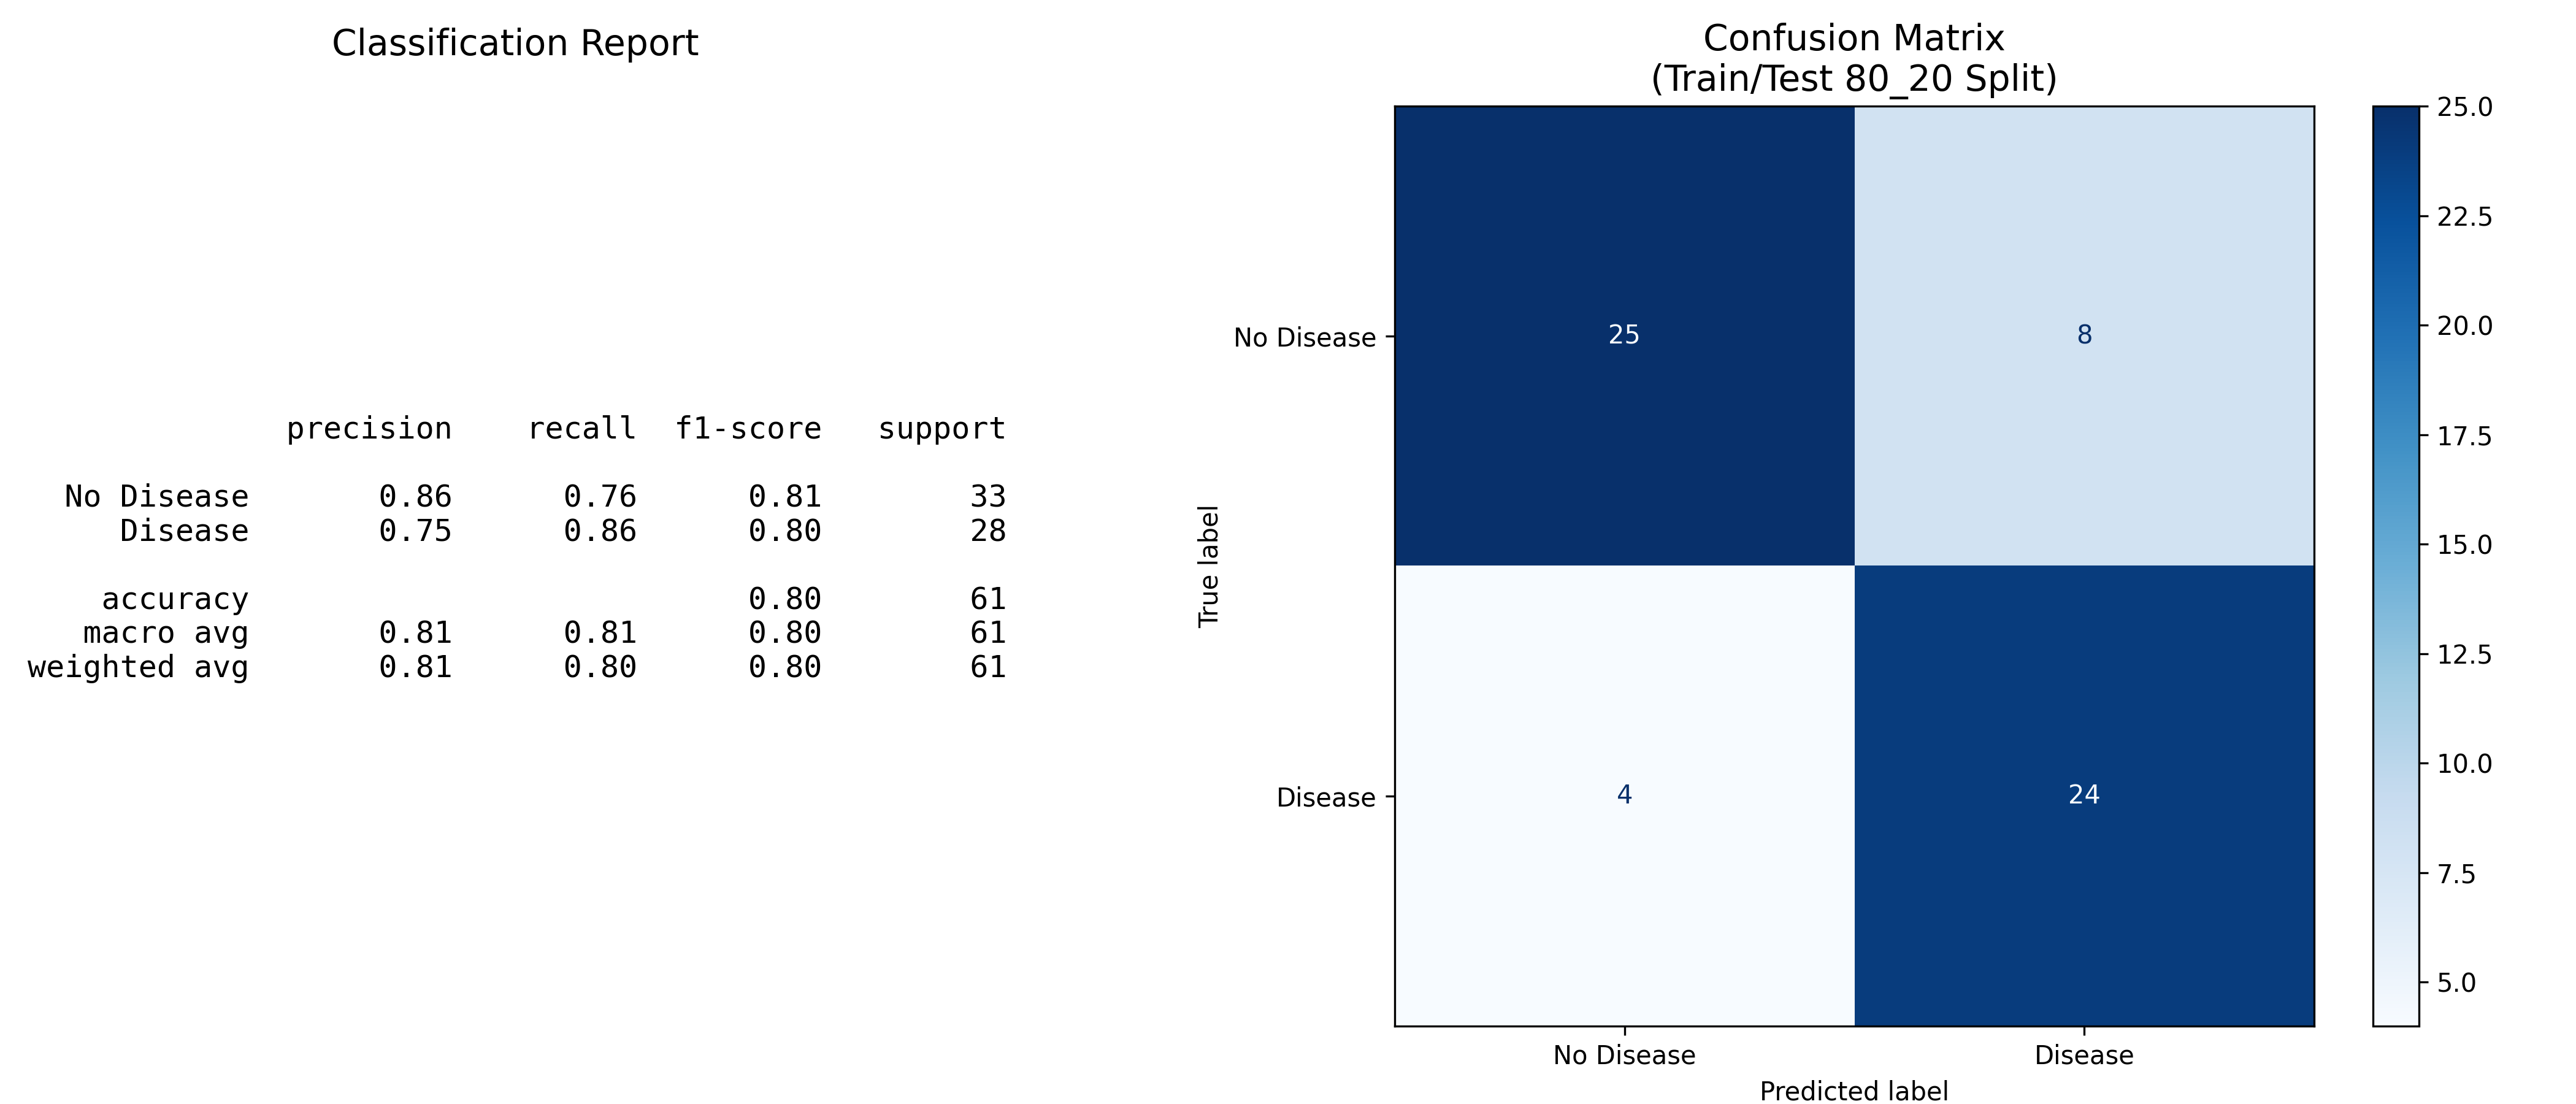 Classification Report
precision recall f1-score support
No Disease 0.86 0.76 0.81 33
Disease 0.75 0.86 0.80 28
accuracy 0.80 61
macro avg 0.81 0.81 0.80 61
weighted avg 0.81 0.80 0.80 61
Confusion Matrix
(Train/Test 80_20 Split)
True label
No Disease
25
8
Disease
4
24
No Disease
Disease
Predicted label
25.0
22.5
20.0
17.5
15.0
12.5
10.0
7.5
5.0